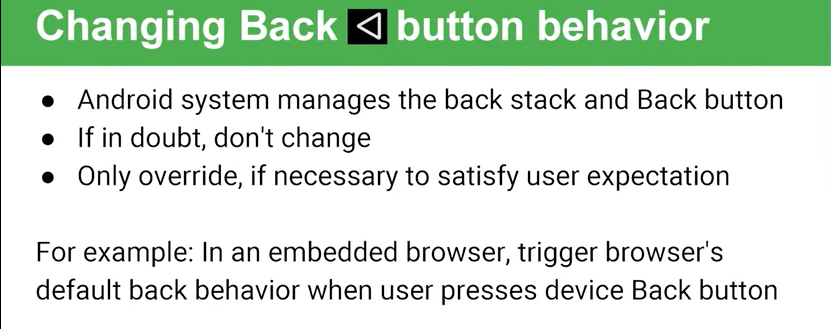 Changing Back button behavior
● Android system manages the back stack and Back button
● If in doubt, don't change
● Only override, if necessary to satisfy user expectation
For example: In an embedded browser, trigger browser's
default back behavior when user presses device Back button